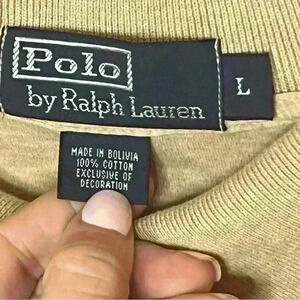 Polo
by Ralph Lauren
L
MADE IN BOLIVIA
100% COTTON
EXCLUSIVE OF
DECORATION